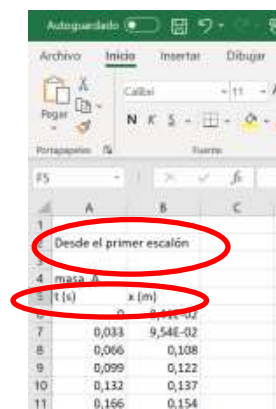 Autoguardado
Archivo Inicio Insertar Dibujar
Pegar
Calibri 11
N K S
Portapapeles Fuente
F5 fx
A B C
1
2 Desde el primer escalón
3
4 masa A
5 t (s) x (m)
6 0
7 0,033 9,54E-02
8 0,066 0,108
9 0,099 0,122
10 0,132 0,137
11 0,166 0,154